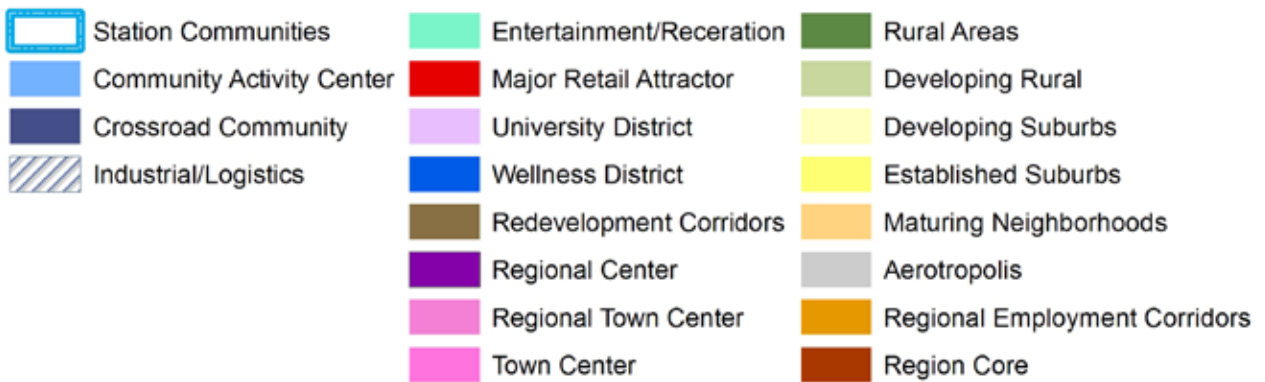 Station Communities
Community Activity Center
Crossroad Community
Industrial/Logistics
Entertainment/Receration
Major Retail Attractor
University District
Wellness District
Redevelopment Corridors
Regional Center
Regional Town Center
Town Center
Rural Areas
Developing Rural
Developing Suburbs
Established Suburbs
Maturing Neighborhoods
Aerotropolis
Regional Employment Corridors
Region Core